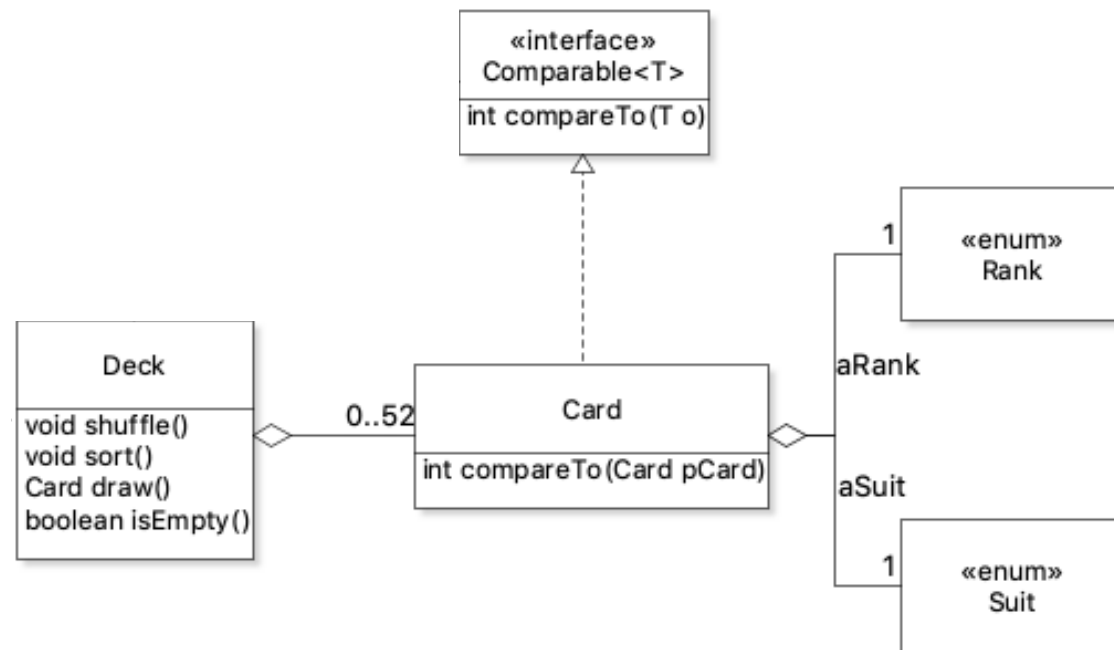 «interface»
Comparable<T>
int compareTo(T o)
1
«enum»
Rank
Deck
void shuffle()
void sort()
Card draw()
boolean isEmpty()
0..52
Card
int compareTo(Card pCard)
aRank
aSuit
1
«enum»
Suit